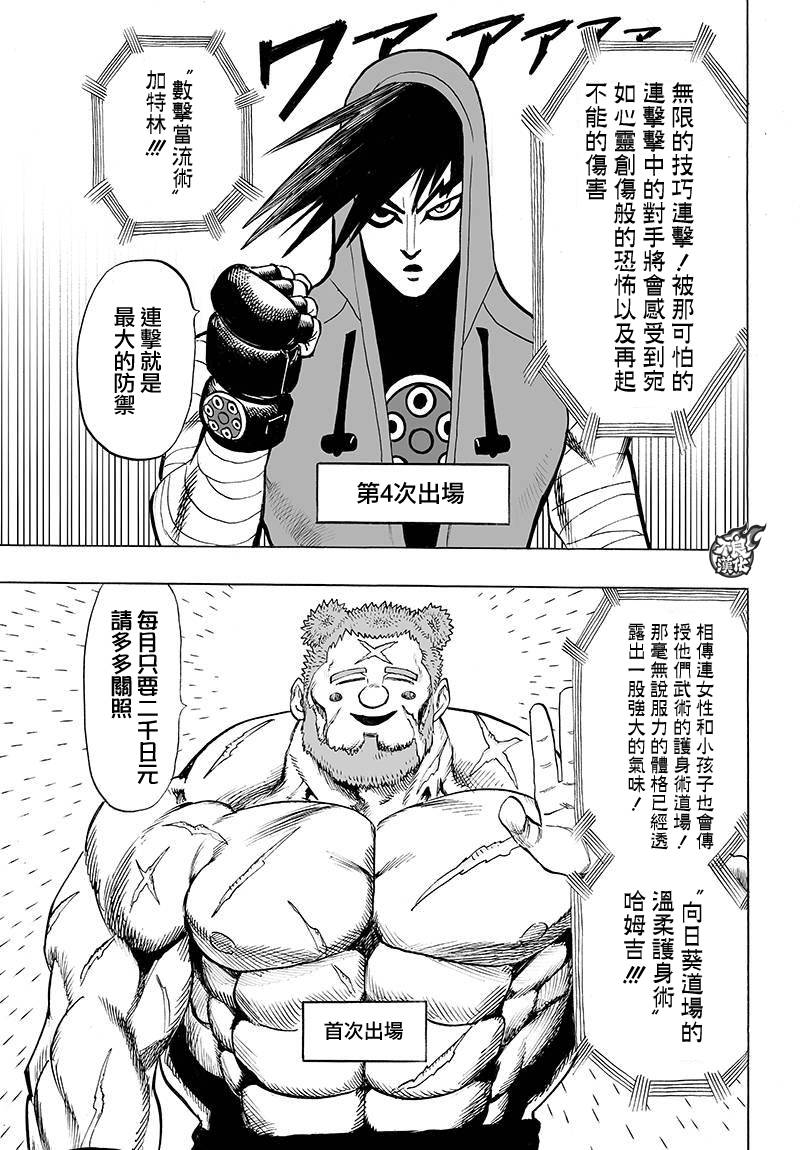 ワァァァァァ
無限的技巧連擊！被那可怕的
連擊擊中的對手將會感受到宛
如心靈創傷般的恐怖以及再起
不能的傷害
"數擊當流術"
加特林!!!
連擊就是
最大的防禦
第4次出場
相傳連女性和小孩子也會傳
授他們武術的護身術道場！
那毫無說服力的體格已經透
露出一股強大的氣味！
"向日葵道場的
溫柔護身術"
哈姆吉!!!
每月只要二千日元
請多多關照
首次出場